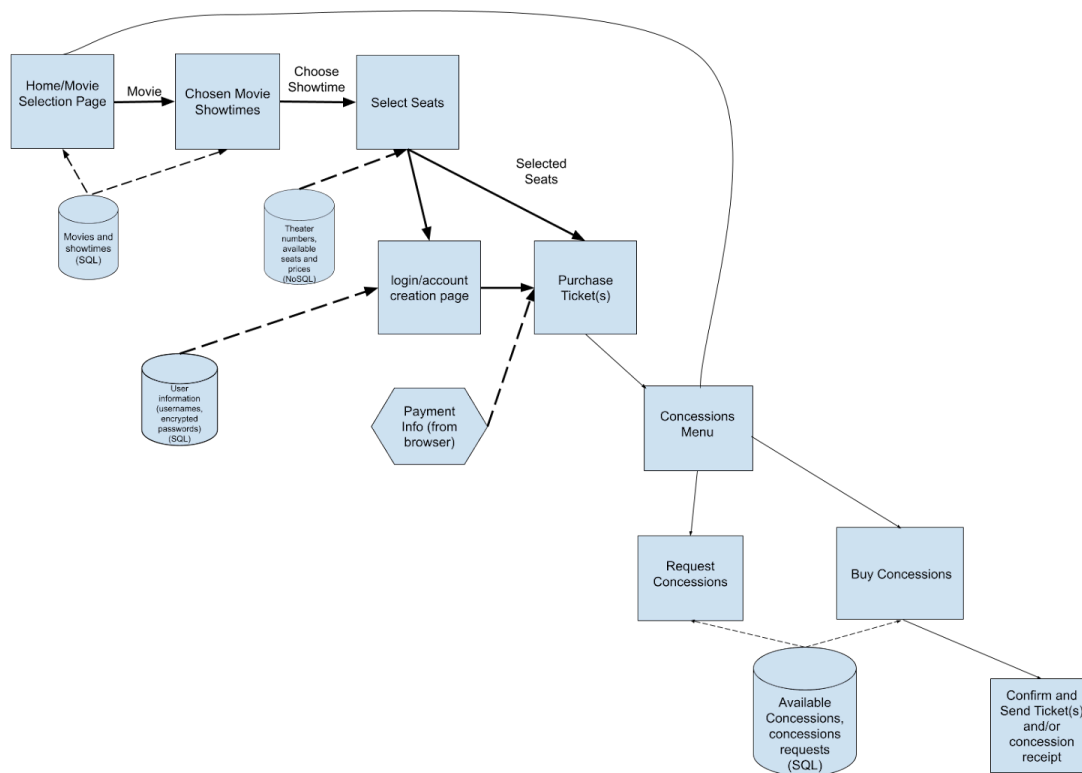 Home/Movie
Selection Page
Movie
Chosen Movie
Showtimes
Choose
Showtime
Select Seats
Movies and
showtimes
(SQL)
Theater
numbers,
available
seats and
prices
(NoSQL)
Selected
Seats
login/account
creation page
Purchase
Ticket(s)
User
information
(usernames,
encrypted
passwords)
(SQL)
Payment
Info (from
browser)
Concessions
Menu
Request
Concessions
Buy Concessions
Available
Concessions,
concessions
requests
(SQL)
Confirm and
Send Ticket(s)
and/or
concession
receipt